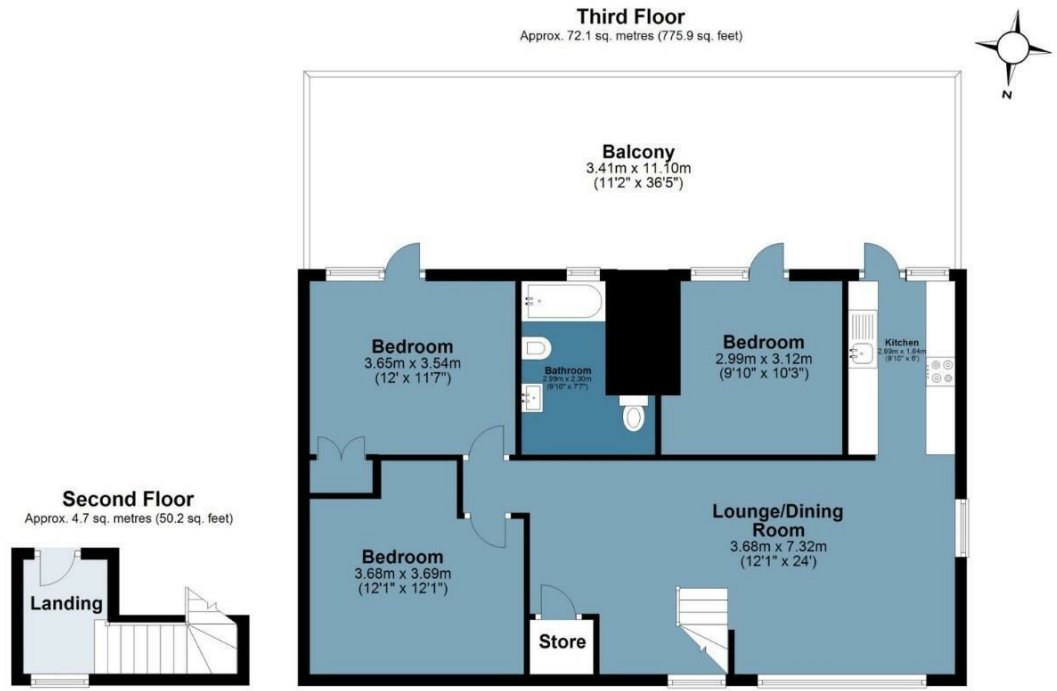 Third Floor
Approx. 72.1 sq. metres (775.9 sq. feet)
N
Balcony
3.41m x 11.10m
(11'2" x 36'5")
Bedroom
3.65m x 3.54m
(12' x 11'7")
Bathroom
2.99m x 2.30m
(9'10" x 7'7")
Bedroom
2.99m x 3.12m
(9'10" x 10'3")
Kitchen
2.99m x 1.84m
(9'10" x 6')
Second Floor
Approx. 4.7 sq. metres (50.2 sq. feet)
Landing
Bedroom
3.68m x 3.69m
(12'1" x 12'1")
Store
Lounge/Dining
Room
3.68m x 7.32m
(12'1" x 24')